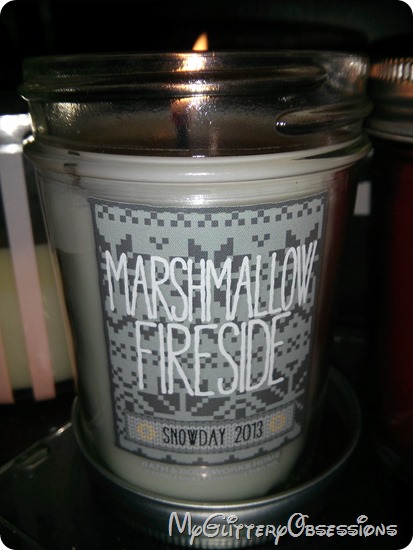 MARSHMALLOW
FIRESIDE
SNOWDAY 2013
MyGlitteryObsessions